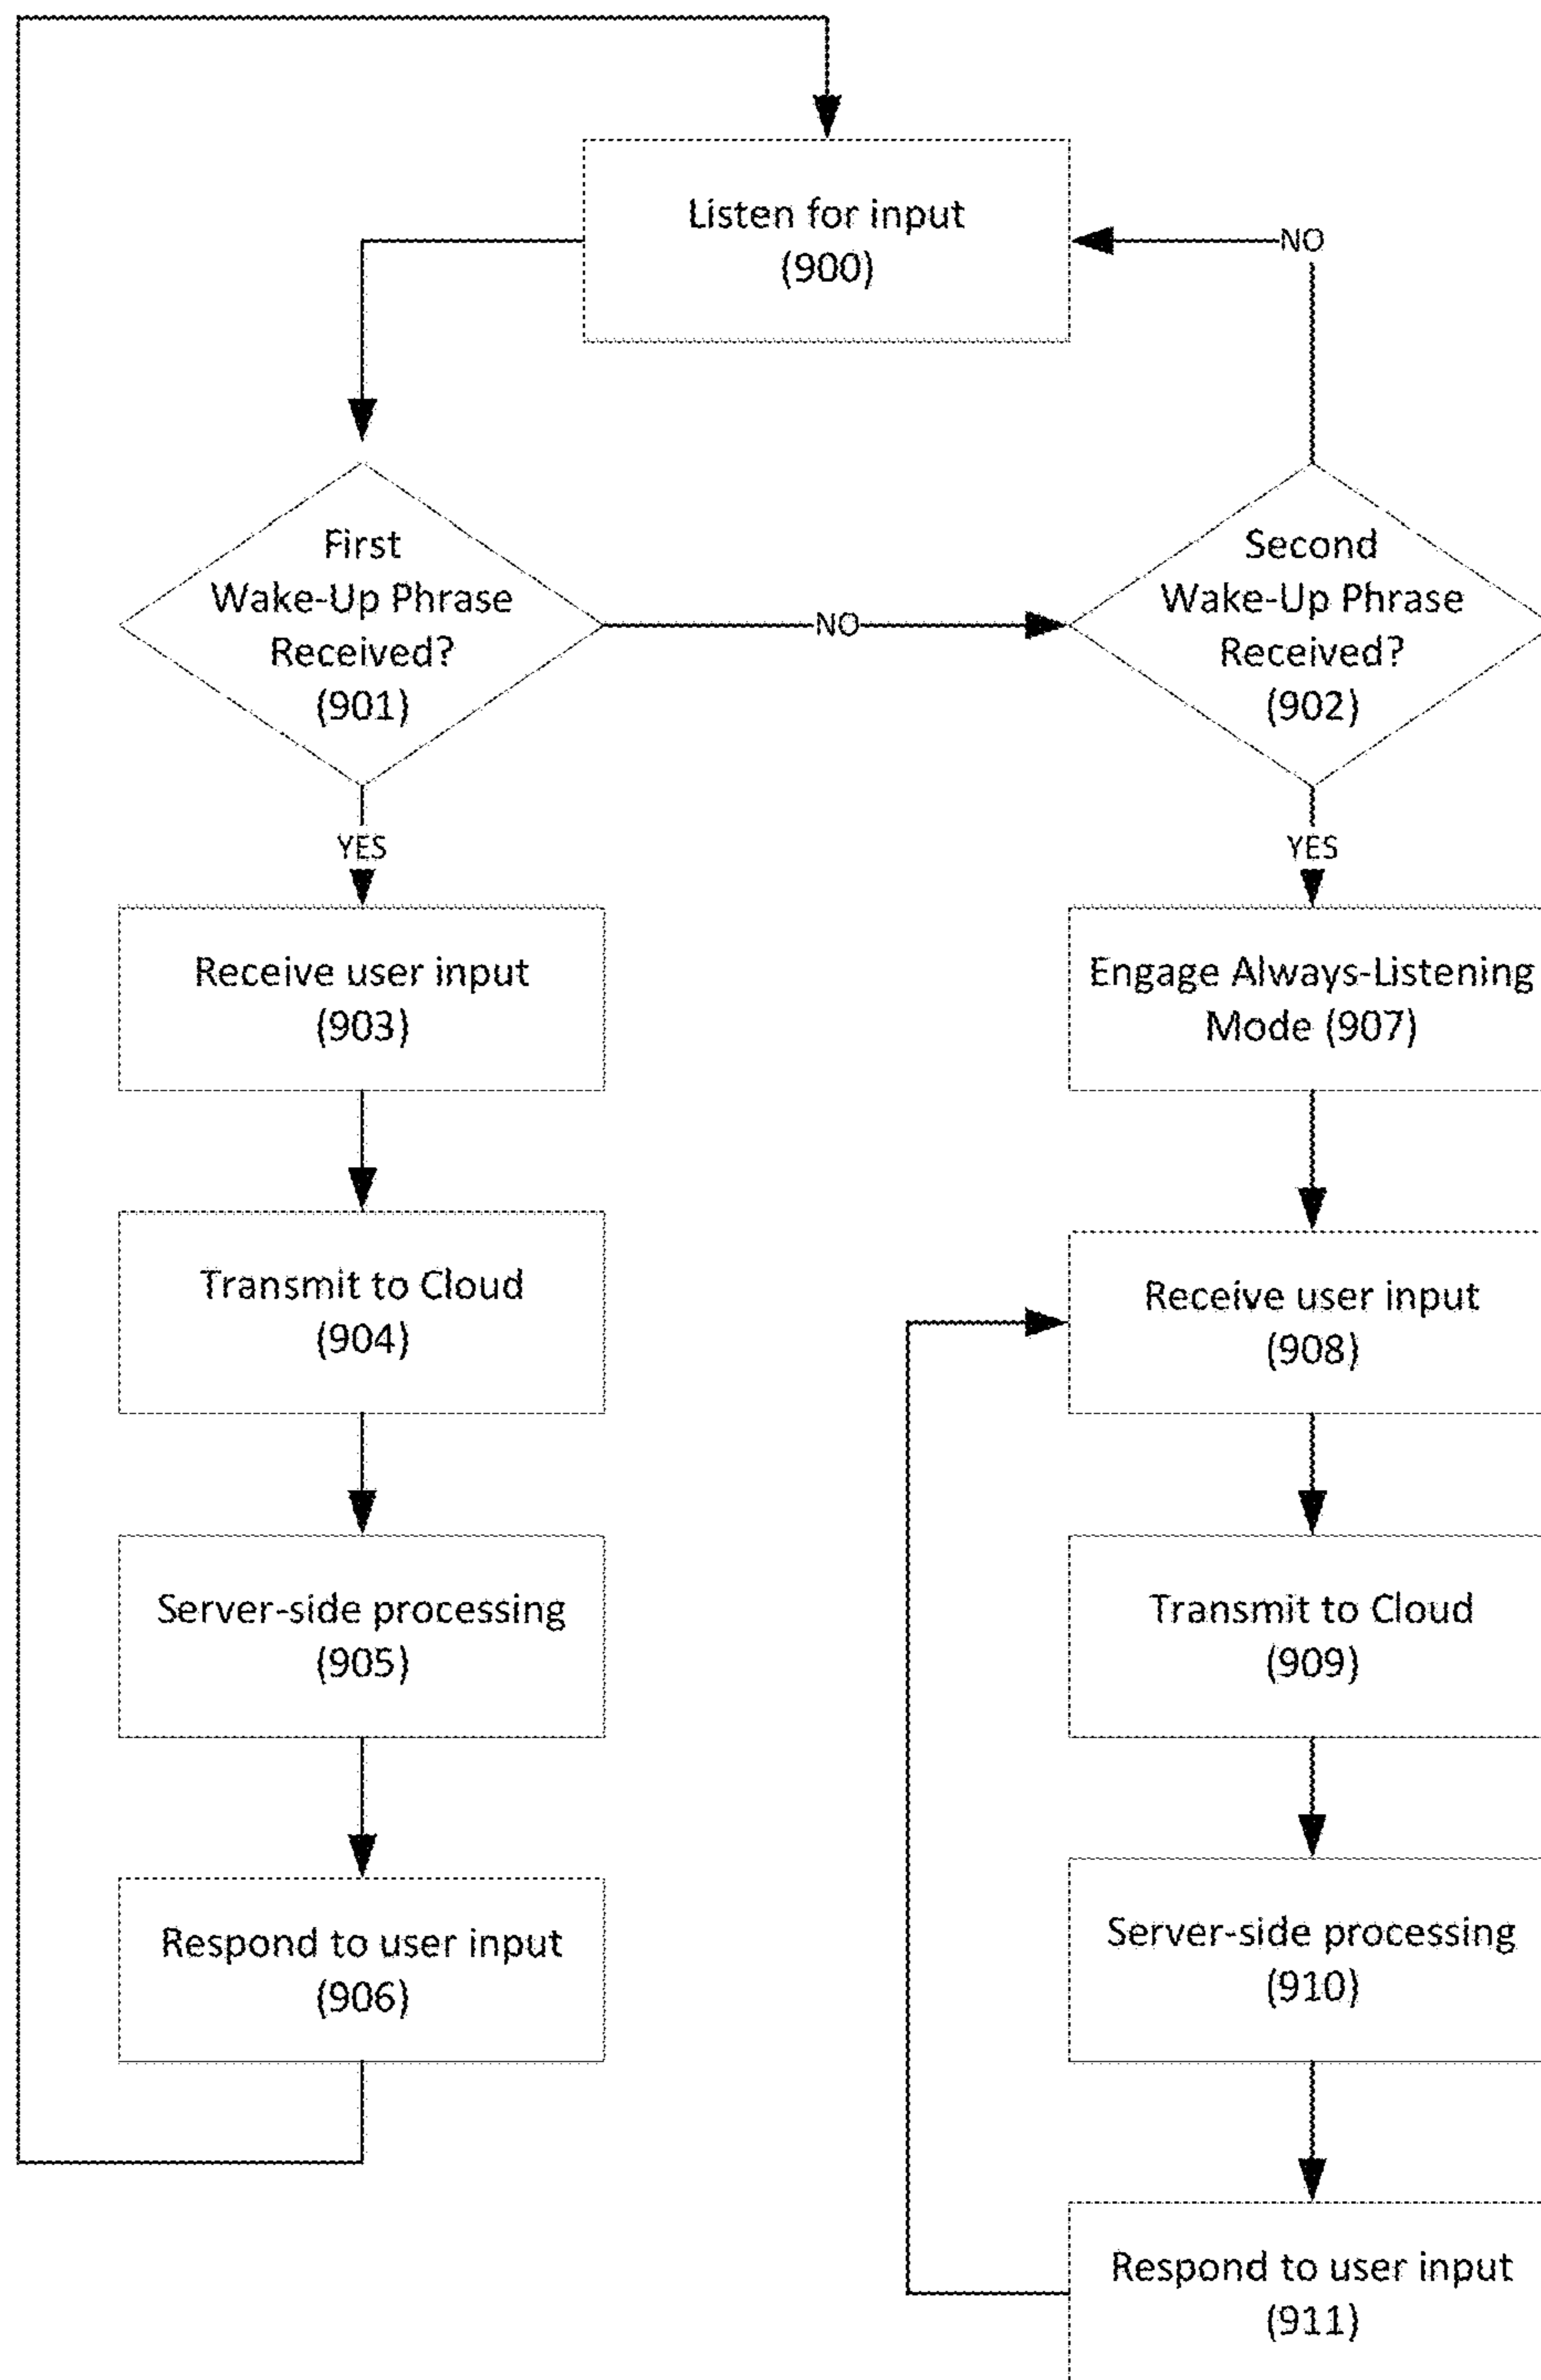 Listen for input
(900)
NO
First
Wake-Up Phrase
Received?
(901)
NO
Second
Wake-Up Phrase
Received?
(902)
YES
YES
Receive user input
(903)
Engage Always-Listening
Mode (907)
Transmit to Cloud
(904)
Receive user input
(908)
Server-side processing
(905)
Transmit to Cloud
(909)
Respond to user input
(906)
Server-side processing
(910)
Respond to user input
(911)